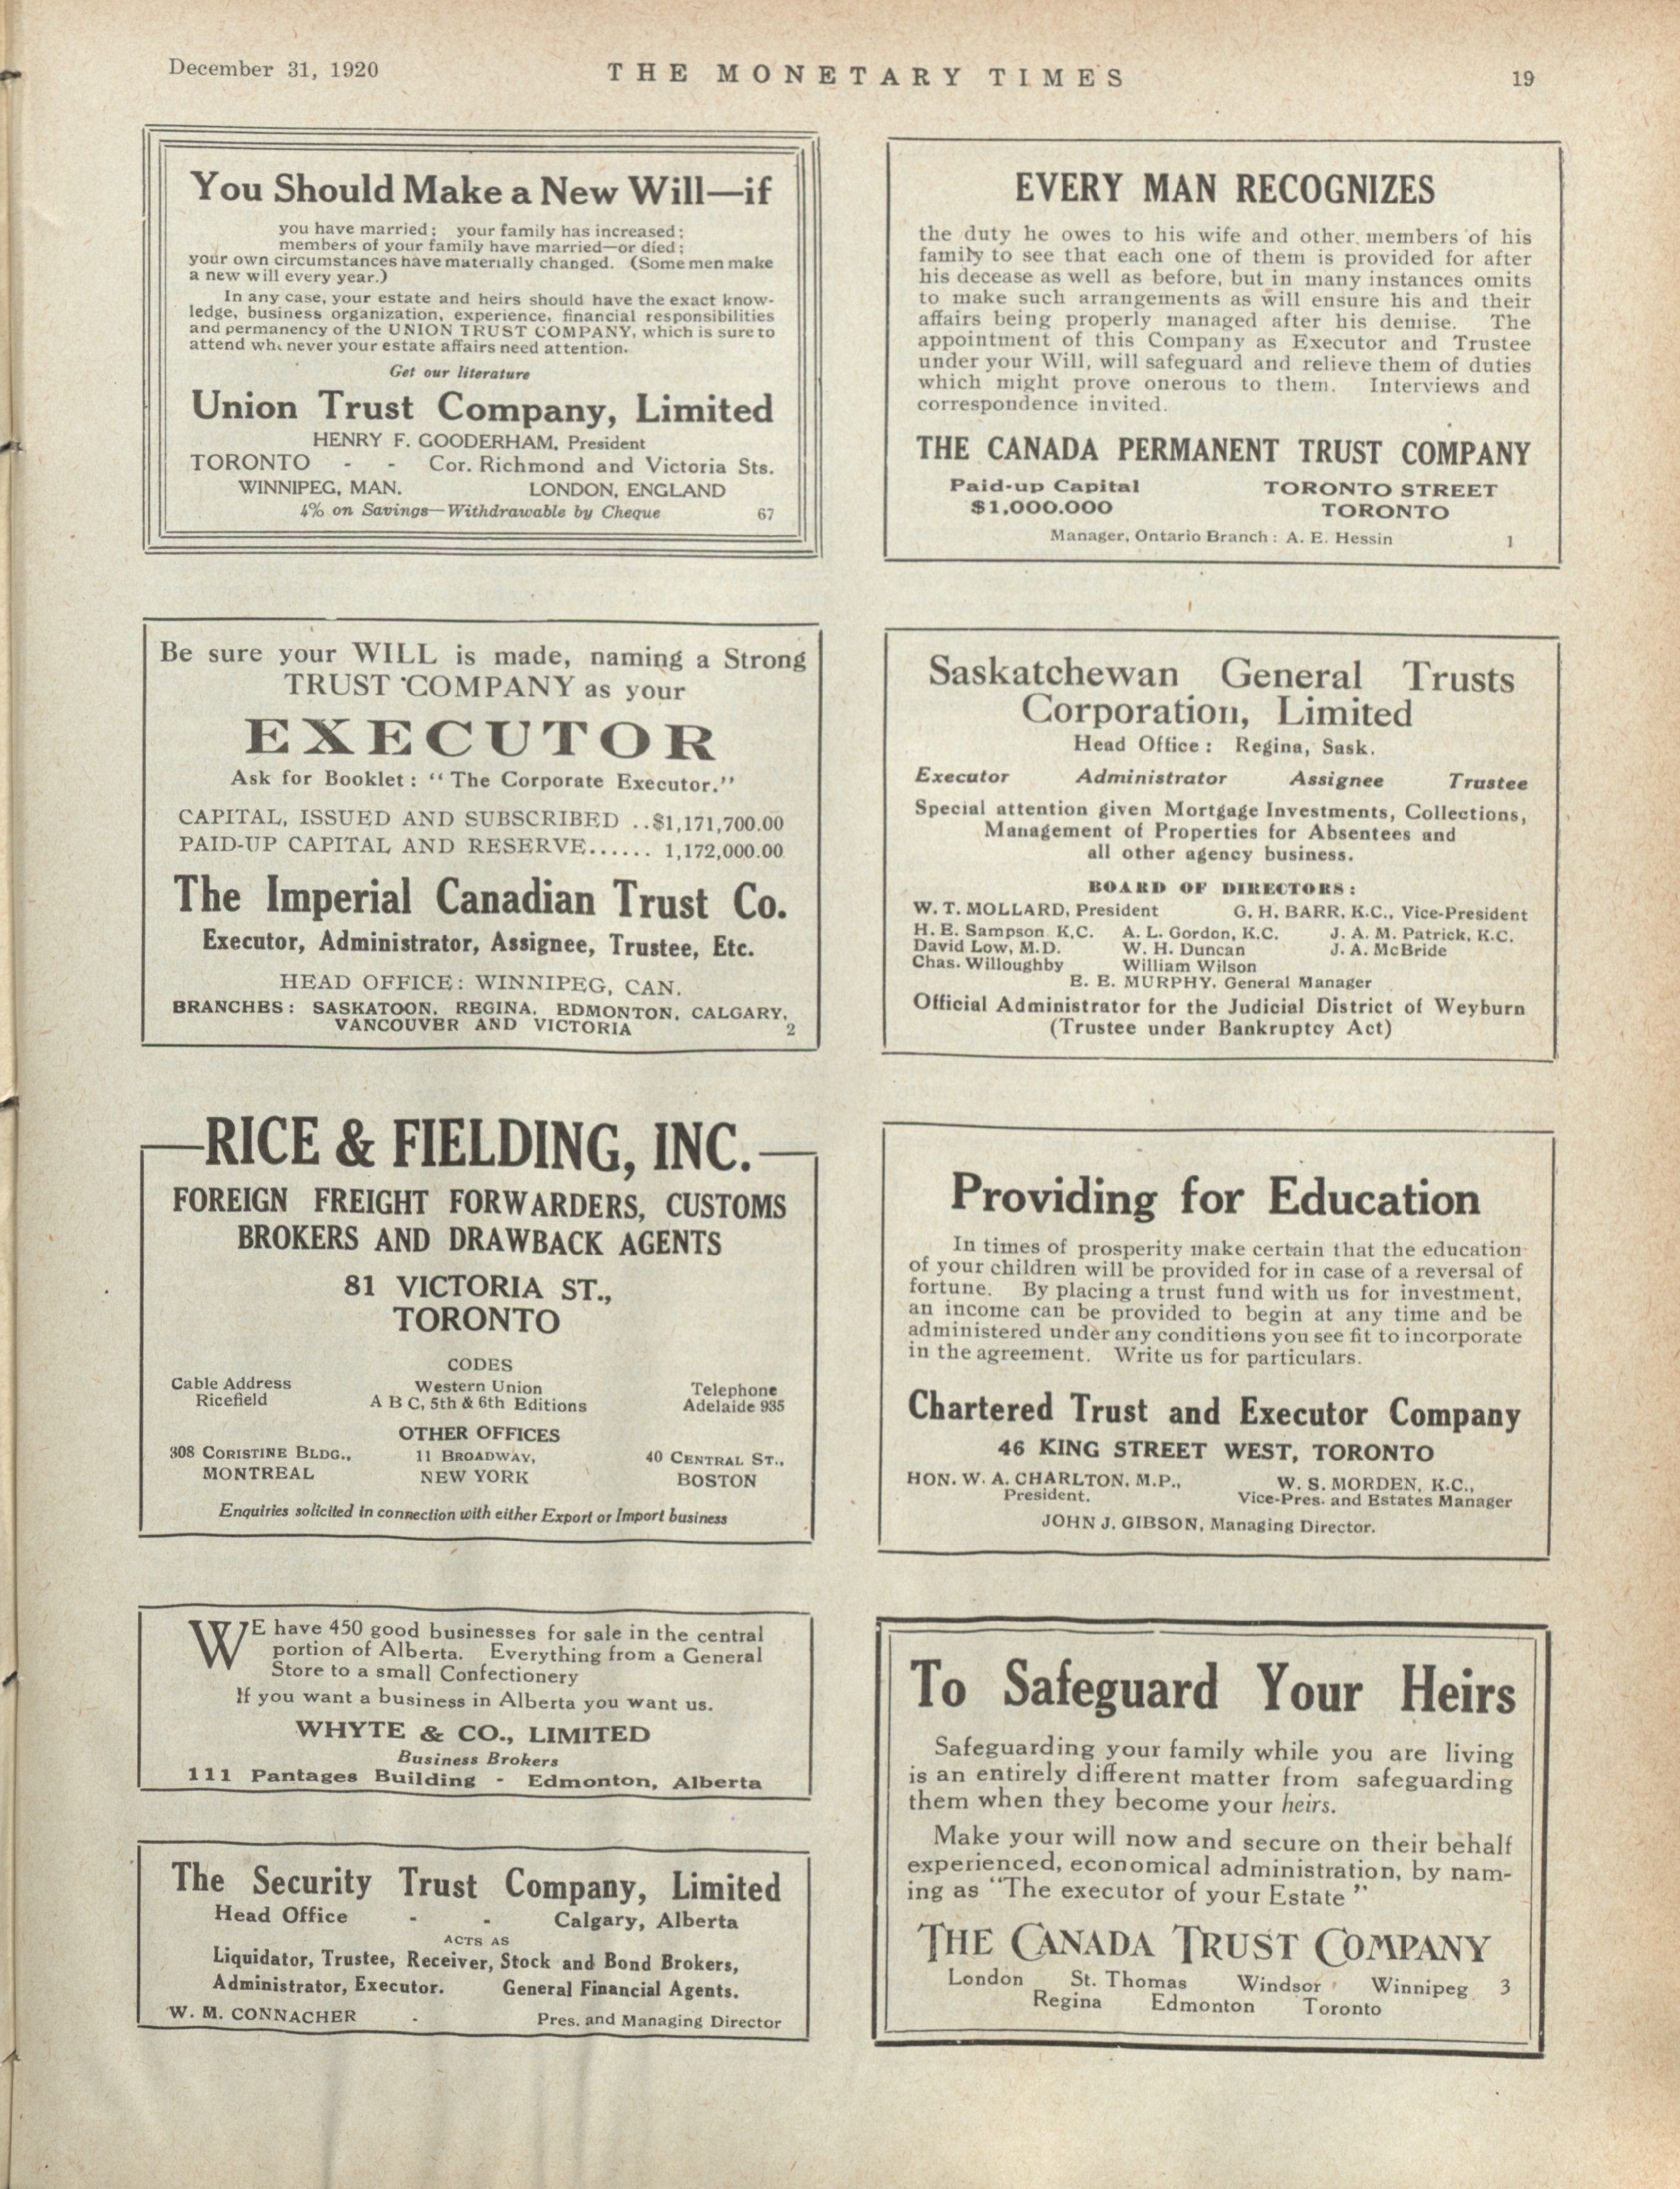 December 31, 1920
THE MONETARY TIMES
19
You Should Make a New Will—if
you have married; your family has increased;
members of your family have married—or died;
your own circumstances have materially changed. (Some men make
a new will every year.)
In any case, your estate and heirs should have the exact know-
ledge, business organization, experience, financial responsibilities
and permanency of the UNION TRUST COMPANY, which is sure to
attend whenever your estate affairs need attention.
Get our literature
Union Trust Company, Limited
HENRY F. GOODERHAM, President
TORONTO - - Cor. Richmond and Victoria Sts.
WINNIPEG, MAN. LONDON, ENGLAND
4% on Savings—Withdrawable by Cheque 67
Be sure your WILL is made, naming a Strong
TRUST COMPANY as your
EXECUTOR
Ask for Booklet: "The Corporate Executor."
CAPITAL, ISSUED AND SUBSCRIBED ..$1,171,700.00
PAID-UP CAPITAL AND RESERVE...... 1,172,000.00
The Imperial Canadian Trust Co.
Executor, Administrator, Assignee, Trustee, Etc.
HEAD OFFICE: WINNIPEG, CAN.
BRANCHES: SASKATOON, REGINA, EDMONTON, CALGARY,
VANCOUVER AND VICTORIA 2
RICE & FIELDING, INC.
FOREIGN FREIGHT FORWARDERS, CUSTOMS
BROKERS AND DRAWBACK AGENTS
81 VICTORIA ST.,
TORONTO
CODES
Cable Address Western Union Telephone
Ricefield A B C, 5th & 6th Editions Adelaide 935
OTHER OFFICES
308 CORISTINE BLDG., 11 BROADWAY, 40 CENTRAL ST.,
MONTREAL NEW YORK BOSTON
Enquiries solicited in connection with either Export or Import business
WE have 450 good businesses for sale in the central
portion of Alberta. Everything from a General
Store to a small Confectionery
If you want a business in Alberta you want us.
WHYTE & CO., LIMITED
Business Brokers
111 Pantages Building - Edmonton, Alberta
The Security Trust Company, Limited
Head Office - - Calgary, Alberta
ACTS AS
Liquidator, Trustee, Receiver, Stock and Bond Brokers,
Administrator, Executor. General Financial Agents.
W. M. CONNACHER - Pres. and Managing Director
EVERY MAN RECOGNIZES
the duty he owes to his wife and other members of his
family to see that each one of them is provided for after
his decease as well as before, but in many instances omits
to make such arrangements as will ensure his and their
affairs being properly managed after his demise. The
appointment of this Company as Executor and Trustee
under your Will, will safeguard and relieve them of duties
which might prove onerous to them. Interviews and
correspondence invited.
THE CANADA PERMANENT TRUST COMPANY
Paid-up Capital TORONTO STREET
$1,000.000 TORONTO
Manager, Ontario Branch: A. E. Hessin 1
Saskatchewan General Trusts
Corporation, Limited
Head Office: Regina, Sask.
Executor Administrator Assignee Trustee
Special attention given Mortgage Investments, Collections,
Management of Properties for Absentees and
all other agency business.
BOARD OF DIRECTORS:
W. T. MOLLARD, President G. H. BARR, K.C., Vice-President
H. E. Sampson K.C. A. L. Gordon, K.C. J. A. M. Patrick, K.C.
David Low, M.D. W. H. Duncan J. A. McBride
Chas. Willoughby William Wilson
E. E. MURPHY, General Manager
Official Administrator for the Judicial District of Weyburn
(Trustee under Bankruptcy Act)
Providing for Education
In times of prosperity make certain that the education
of your children will be provided for in case of a reversal of
fortune. By placing a trust fund with us for investment,
an income can be provided to begin at any time and be
administered under any conditions you see fit to incorporate
in the agreement. Write us for particulars.
Chartered Trust and Executor Company
46 KING STREET WEST, TORONTO
HON. W. A. CHARLTON, M.P., W. S. MORDEN, K.C.,
President. Vice-Pres. and Estates Manager
JOHN J. GIBSON, Managing Director.
To Safeguard Your Heirs
Safeguarding your family while you are living
is an entirely different matter from safeguarding
them when they become your heirs.
Make your will now and secure on their behalf
experienced, economical administration, by nam-
ing as "The executor of your Estate"
THE CANADA TRUST COMPANY
London St. Thomas Windsor Winnipeg 3
Regina Edmonton Toronto